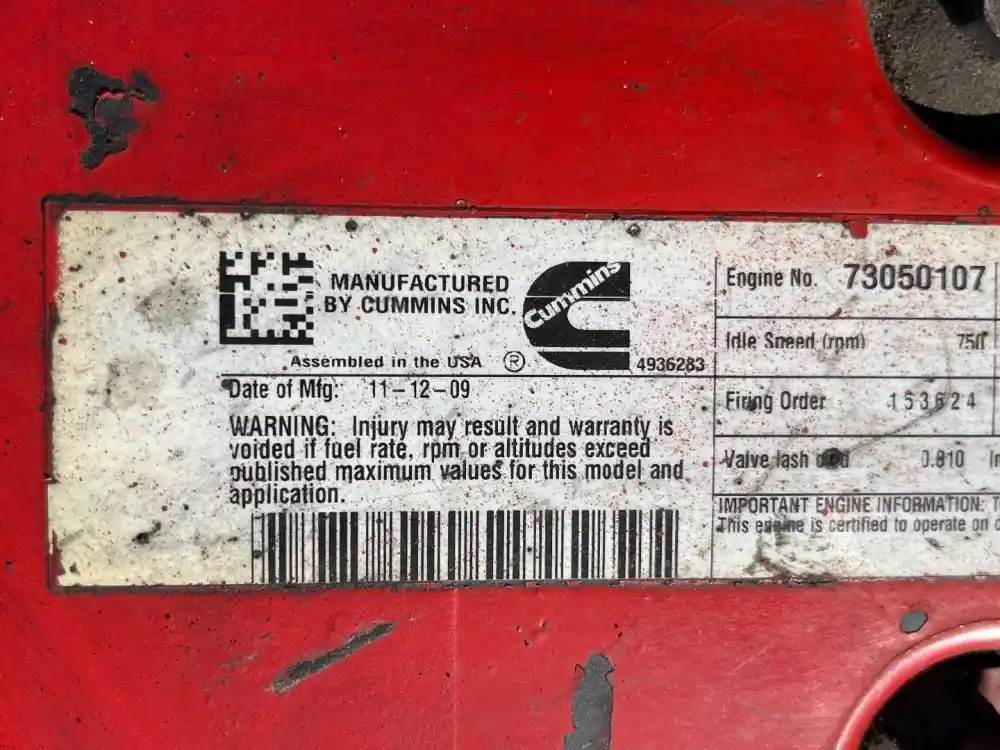 MANUFACTURED
BY CUMMINS INC.
Cummins
Assembled in the USA ®
4936283
Date of Mfg: 11-12-09
WARNING: Injury may result and warranty is
voided if fuel rate, rpm or altitudes exceed
published maximum values for this model and
application.
Engine No. 73050107
Idle Speed (rpm)
Firing Order 153624
Valve lash
IMPORTANT ENGINE INFORMATION:
This engine is certified to operate on